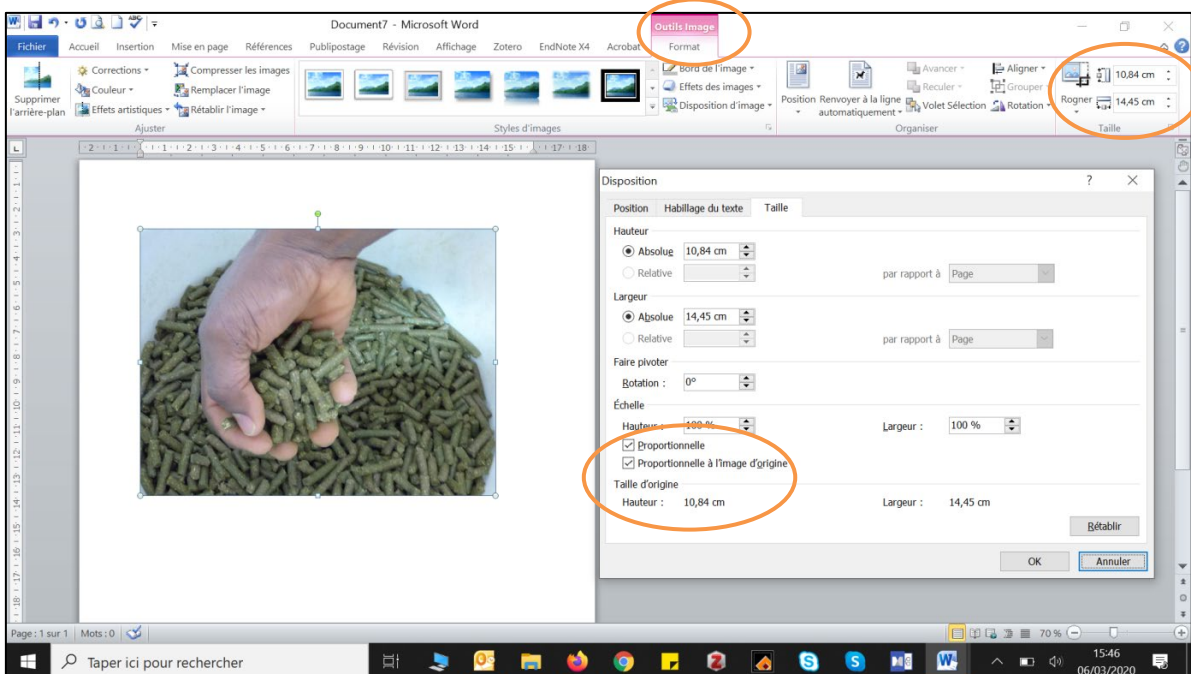 Document7 - Microsoft Word
Outils Image
Fichier Accueil Insertion Mise en page Références Publipostage Révision Affichage Zotero EndNote X4 Acrobat Format
Supprimer l'arrière-plan
Corrections
Couleur
Effets artistiques
Compresser les images
Remplacer l'image
Rétablir l'image
Ajuster
Styles d'images
Bord de l'image
Effets des images
Disposition d'image
Position
Renvoyer à la ligne automatiquement
Avancer
Reculer
Volet Sélection
Aligner
Grouper
Rotation
Organiser
Rogner
10,84 cm
14,45 cm
Taille
Disposition
Position Habillage du texte Taille
Hauteur
Absolue 10,84 cm
Relative par rapport à Page
Largeur
Absolue 14,45 cm
Relative par rapport à Page
Faire pivoter
Rotation : 0°
Échelle
Hauteur : 100 % Largeur : 100 %
Proportionnelle
Proportionnelle à l'image d'origine
Taille d'origine
Hauteur : 10,84 cm Largeur : 14,45 cm
Rétablir
OK Annuler
Page : 1 sur 1 Mots : 0 70 %
Taper ici pour rechercher
15:46
06/03/2020